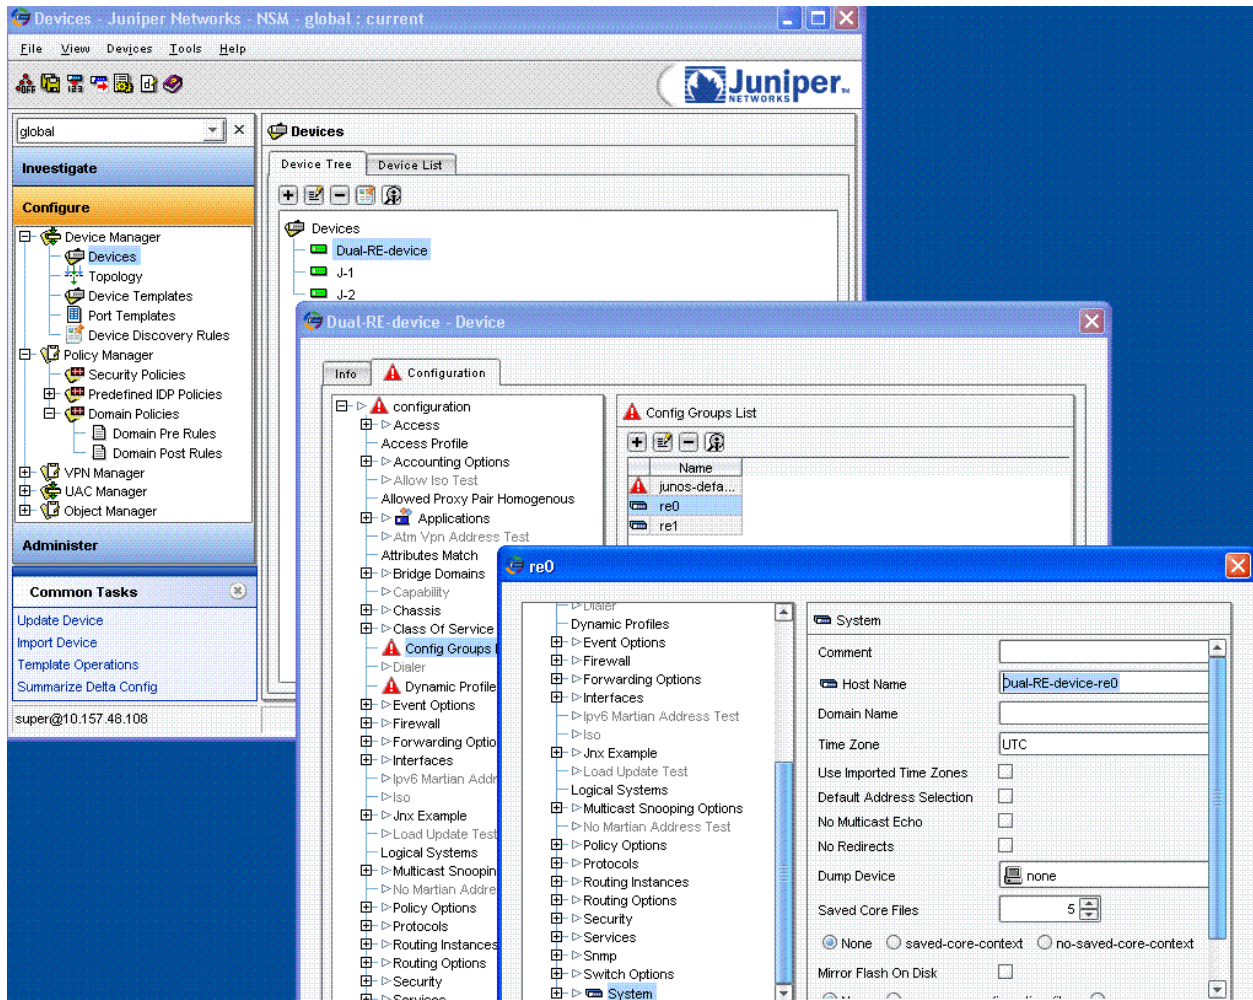 Devices - Juniper Networks - NSM - global : current
File View Devices Tools Help
OFF 123
Juniper
NETWORKS
global
Devices
Investigate
Device Tree Device List
Configure
Device Manager
Devices
Topology
Device Templates
Port Templates
Device Discovery Rules
Policy Manager
Security Policies
Predefined IDP Policies
Domain Policies
Domain Pre Rules
Domain Post Rules
VPN Manager
UAC Manager
Object Manager
Administer
Common Tasks
Update Device
Import Device
Template Operations
Summarize Delta Config
super@10.157.48.108
Devices
Dual-RE-device
J-1
J-2
Dual-RE-device - Device
Info Configuration
configuration
Access
Access Profile
Accounting Options
Allow Iso Test
Allowed Proxy Pair Homogenous
Applications
Atm Vpn Address Test
Attributes Match
Bridge Domains
Capability
Chassis
Class Of Service
Config Groups
Dialer
Dynamic Profile
Event Options
Firewall
Forwarding Optio
Interfaces
Ipv6 Martian Addr
Iso
Jnx Example
Load Update Test
Logical Systems
Multicast Snoopin
No Martian Addre
Policy Options
Protocols
Routing Instances
Routing Options
Security
Services
Config Groups List
Name
junos-defa...
re0
re1
re0
Dialer
Dynamic Profiles
Event Options
Firewall
Forwarding Options
Interfaces
Ipv6 Martian Address Test
Iso
Jnx Example
Load Update Test
Logical Systems
Multicast Snooping Options
No Martian Address Test
Policy Options
Protocols
Routing Instances
Routing Options
Security
Services
Snmp
Switch Options
System
System
Comment
Host Name Dual-RE-device-re0
Domain Name
Time Zone UTC
Use Imported Time Zones
Default Address Selection
No Multicast Echo
No Redirects
Dump Device none
Saved Core Files 5
None saved-core-context no-saved-core-context
Mirror Flash On Disk